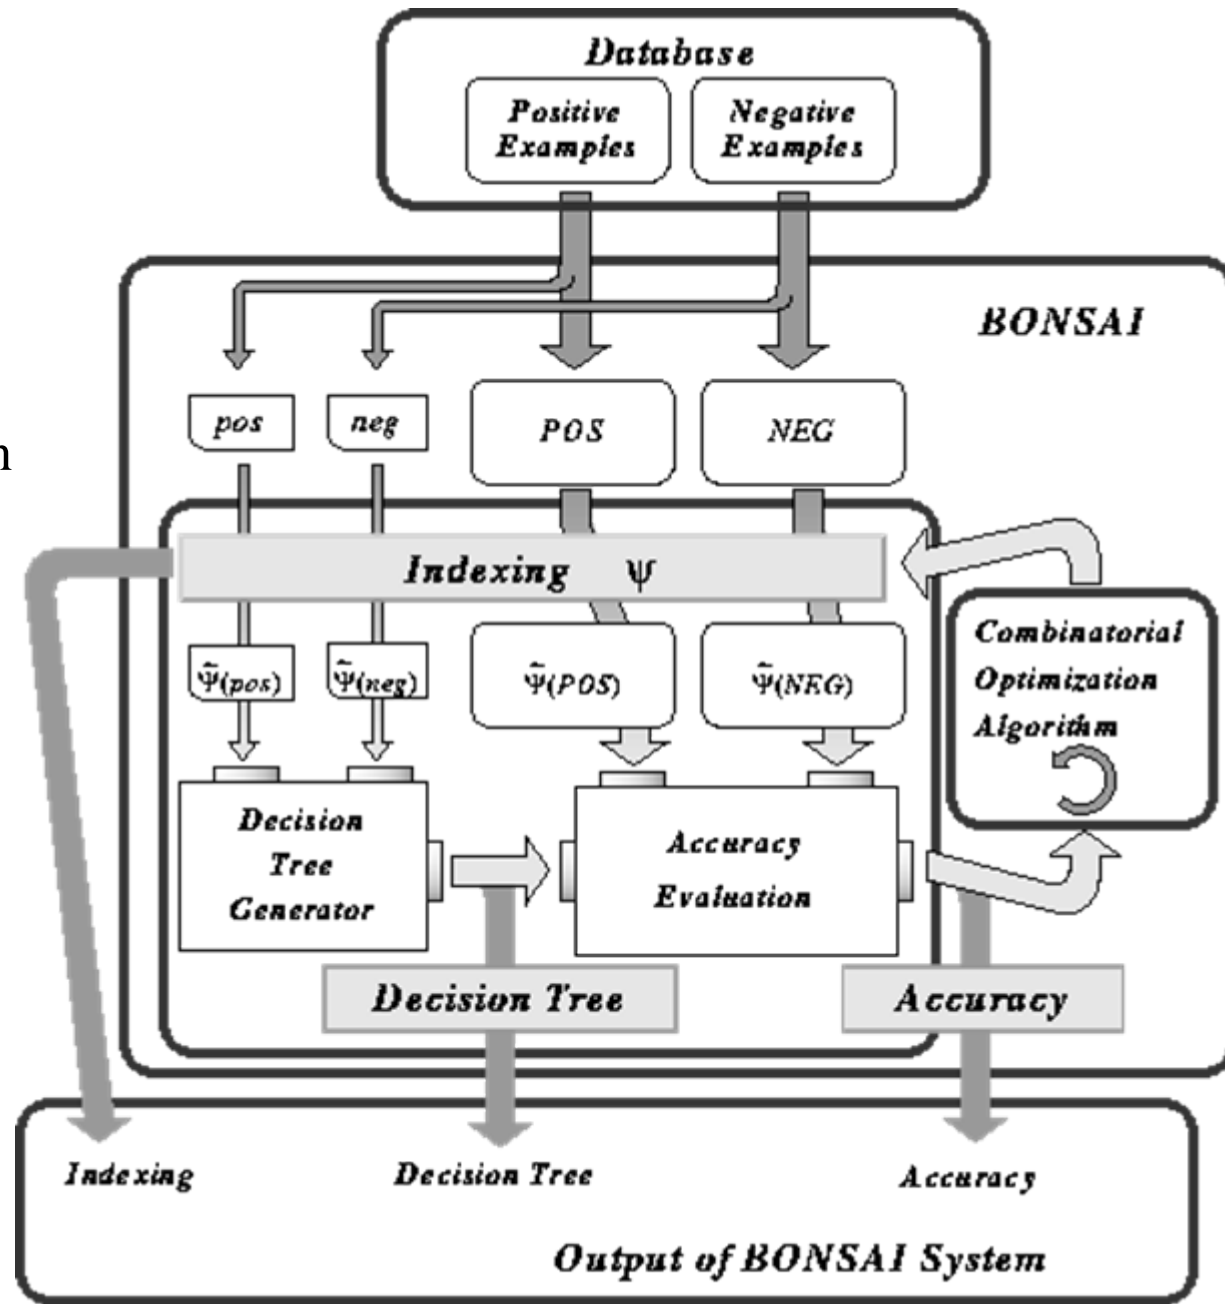 Database
Positive
Examples
Negative
Examples
BONSAI
pos
neg
POS
NEG
n
Indexing ψ
Ψ̃(pos)
Ψ̃(neg)
Ψ̃(POS)
Ψ̃(NEG)
Combinatorial
Optimization
Algorithm
Decision
Tree
Generator
Accuracy
Evaluation
Decision Tree
Accuracy
Indexing
Decision Tree
Accuracy
Output of BONSAI System